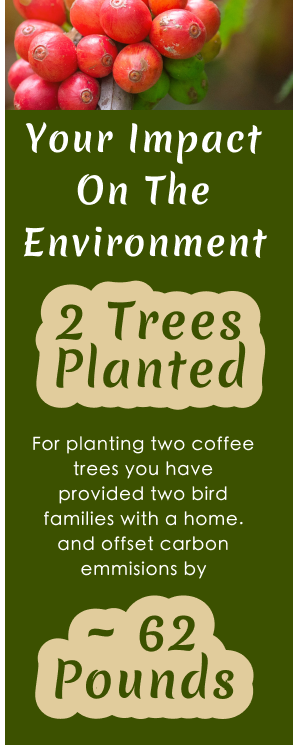 Your Impact
On The
Environment
2 Trees
Planted
For planting two coffee
trees you have
provided two bird
families with a home.
and offset carbon
emmisions by
~ 62
Pounds